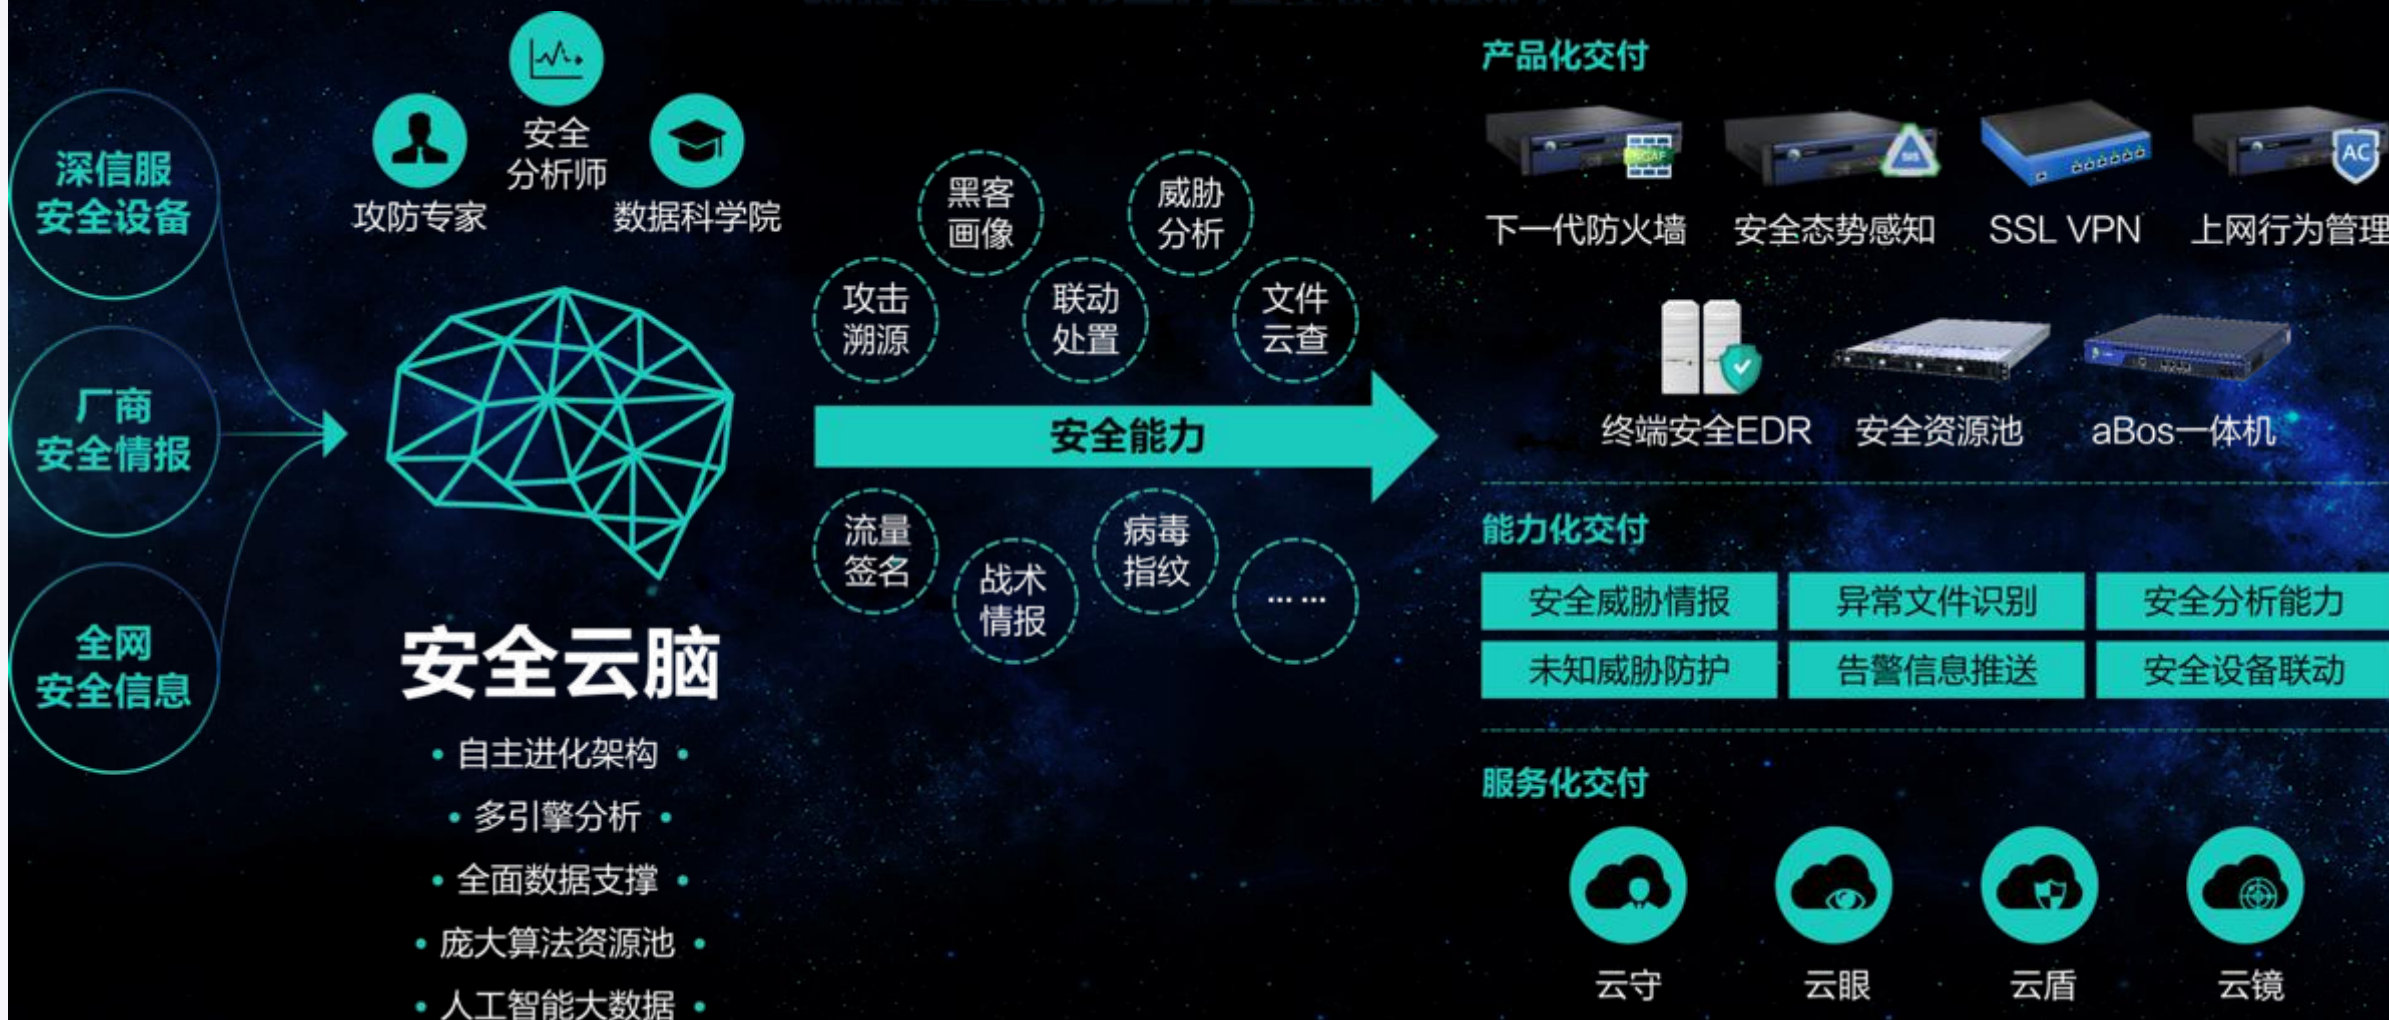 深信服
安全设备
厂商
安全情报
全网
安全信息
攻防专家
安全
分析师
数据科学院
安全云脑
• 自主进化架构 •
• 多引擎分析 •
• 全面数据支撑 •
• 庞大算法资源池 •
• 人工智能大数据 •
黑客
画像
威胁
分析
攻击
溯源
联动
处置
文件
云查
安全能力
流量
签名
战术
情报
病毒
指纹
... ...
产品化交付
NGAF
SIS
AC
下一代防火墙
安全态势感知
SSL VPN
上网行为管理
终端安全EDR
安全资源池
aBos一体机
能力化交付
安全威胁情报
异常文件识别
安全分析能力
未知威胁防护
告警信息推送
安全设备联动
服务化交付
云守
云眼
云盾
云镜